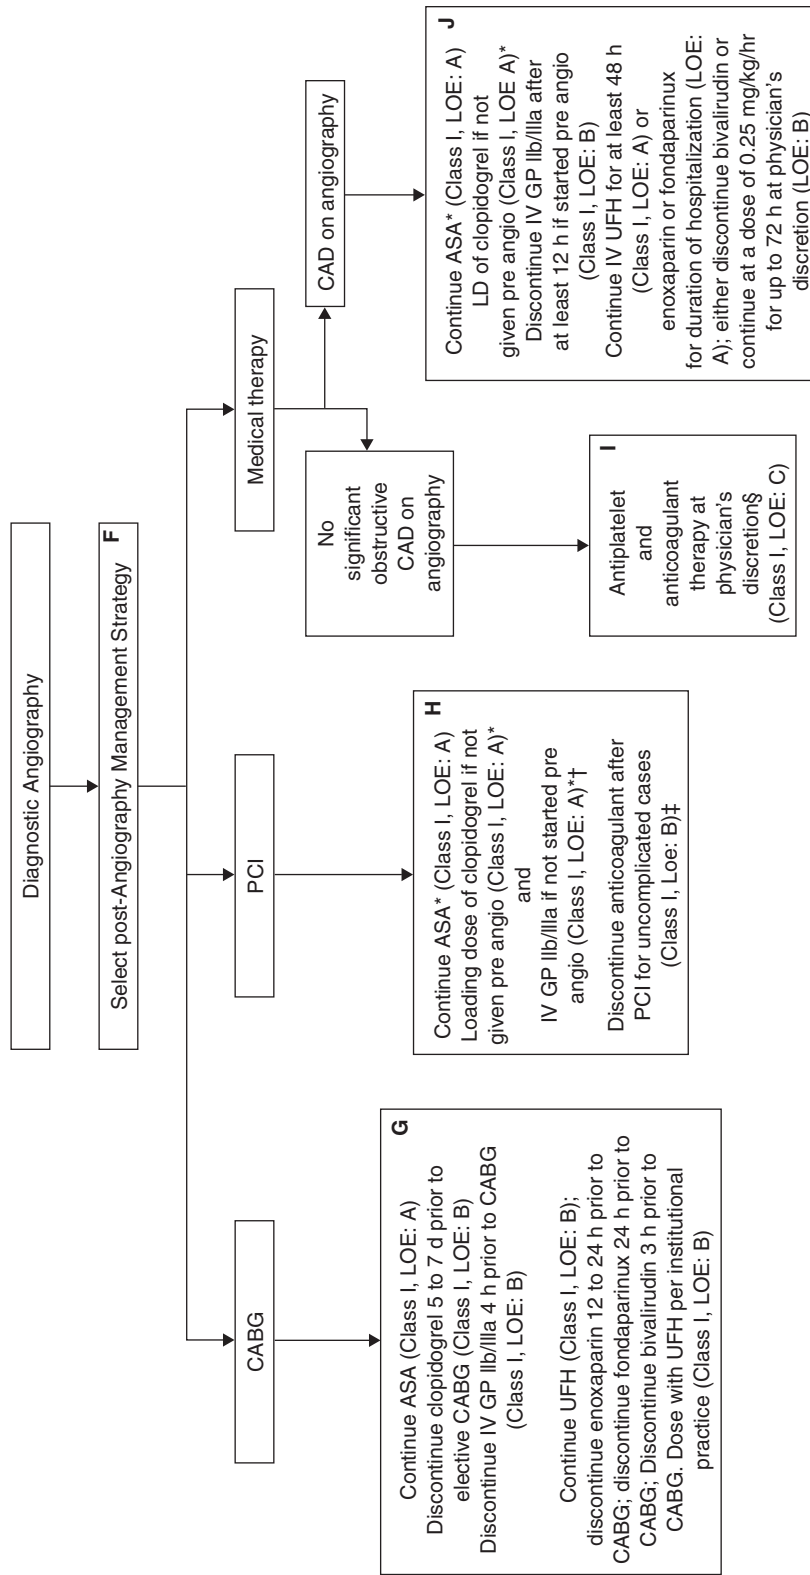 Diagnostic Angiography
Select post-Angiography Management Strategy
F
CABG
PCI
Medical therapy
No
significant
obstructive
CAD on
angiography
CAD on angiography
G
Continue ASA (Class I, LOE: A)
Discontinue clopidogrel 5 to 7 d prior to
elective CABG (Class I, LOE: B)
Discontinue IV GP IIb/IIIa 4 h prior to CABG
(Class I, LOE: B)
Continue UFH (Class I, LOE: B);
discontinue enoxaparin 12 to 24 h prior to
CABG; discontinue fondaparinux 24 h prior to
CABG; Discontinue bivalirudin 3 h prior to
CABG. Dose with UFH per institutional
practice (Class I, LOE: B)
H
Continue ASA* (Class I, LOE: A)
Loading dose of clopidogrel if not
given pre angio (Class I, LOE: A)*
and
IV GP IIb/IIIa if not started pre
angio (Class I, LOE: A)*†
Discontinue anticoagulant after
PCI for uncomplicated cases
(Class I, Loe: B)‡
I
Antiplatelet
and
anticoagulant
therapy at
physician's
discretion§
(Class I, LOE: C)
J
Continue ASA* (Class I, LOE: A)
LD of clopidogrel if not
given pre angio (Class I, LOE A)*
Discontinue IV GP IIb/IIIa after
at least 12 h if started pre angio
(Class I, LOE: B)
Continue IV UFH for at least 48 h
(Class I, LOE: A) or
enoxaparin or fondaparinux
for duration of hospitalization (LOE:
A); either discontinue bivalirudin or
continue at a dose of 0.25 mg/kg/hr
for up to 72 h at physician's
discretion (LOE: B)